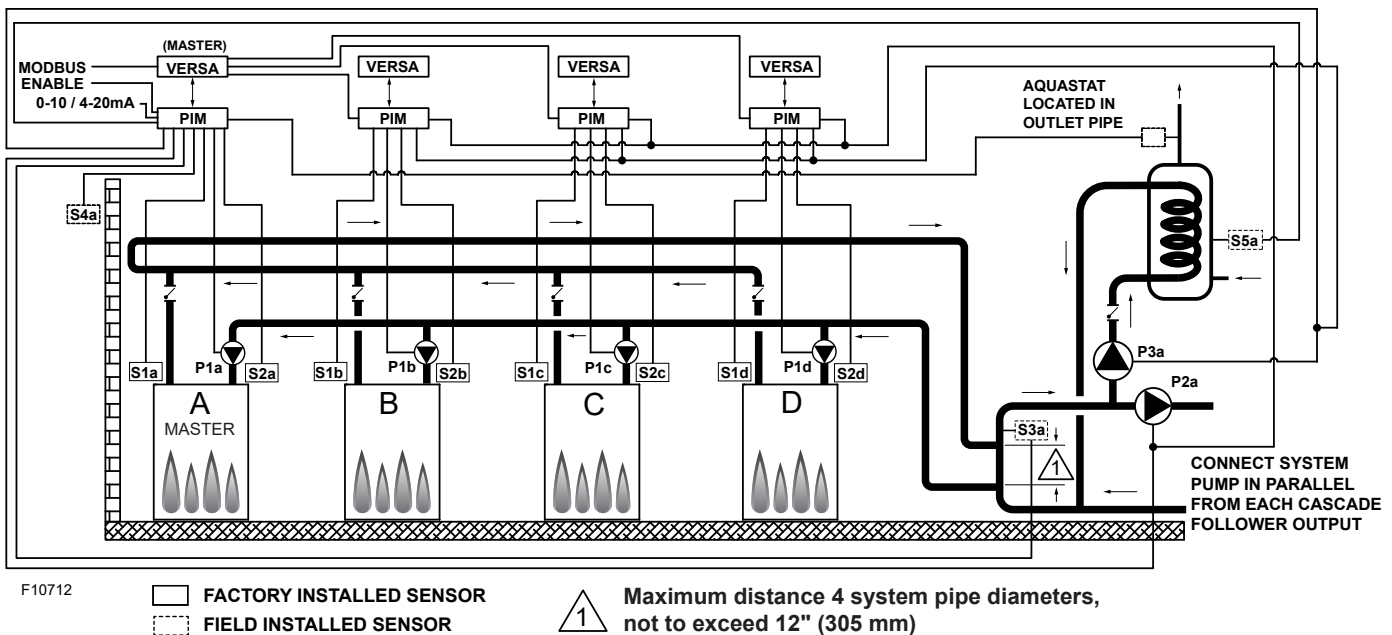 (MASTER)
VERSA
VERSA
VERSA
VERSA
MODBUS
ENABLE
0-10 / 4-20mA
PIM
PIM
PIM
PIM
AQUASTAT
LOCATED IN
OUTLET PIPE
S4a
S5a
S1a
P1a
S2a
S1b
P1b
S2b
S1c
P1c
S2c
S1d
P1d
S2d
P3a
P2a
A
MASTER
B
C
D
S3a
1
CONNECT SYSTEM
PUMP IN PARALLEL
FROM EACH CASCADE
FOLLOWER OUTPUT
F10712
FACTORY INSTALLED SENSOR
FIELD INSTALLED SENSOR
1
Maximum distance 4 system pipe diameters,
not to exceed 12" (305 mm)